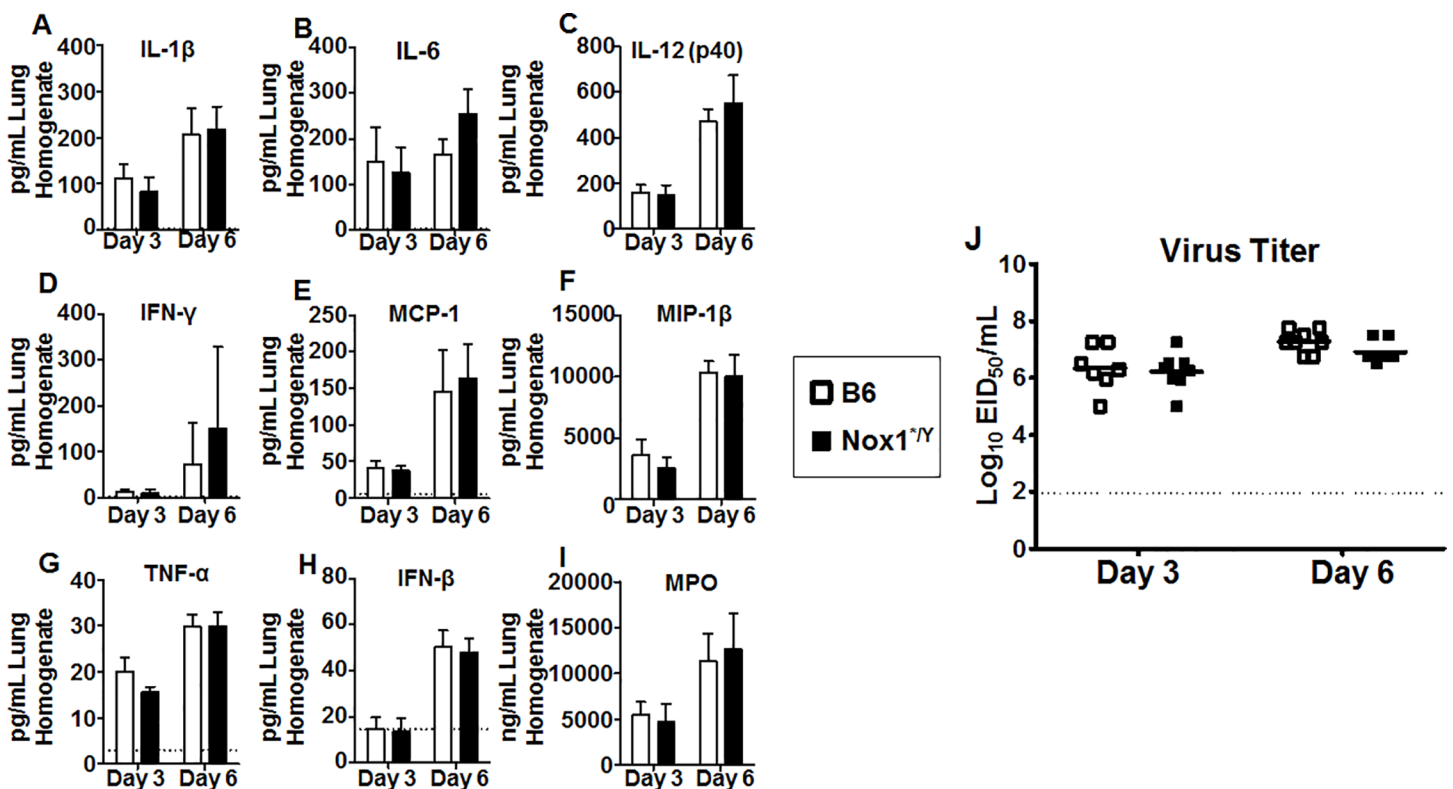 A
IL-1β
pg/mL Lung
Homogenate
400
300
200
100
0
Day 3
Day 6
B
IL-6
pg/mL Lung
Homogenate
400
300
200
100
0
Day 3
Day 6
C
IL-12 (p40)
pg/mL Lung
Homogenate
800
600
400
200
0
Day 3
Day 6
D
IFN-γ
pg/mL Lung
Homogenate
400
300
200
100
0
Day 3
Day 6
E
MCP-1
pg/mL Lung
Homogenate
250
200
150
100
50
0
Day 3
Day 6
F
MIP-1β
pg/mL Lung
Homogenate
15000
10000
5000
0
Day 3
Day 6
G
TNF-α
pg/mL Lung
Homogenate
40
30
20
10
0
Day 3
Day 6
H
IFN-β
pg/mL Lung
Homogenate
80
60
40
20
0
Day 3
Day 6
I
MPO
ng/mL Lung
Homogenate
20000
15000
10000
5000
0
Day 3
Day 6
B6
Nox1*/Y
J
Virus Titer
Log10 EID50/mL
10
8
6
4
2
0
Day 3
Day 6